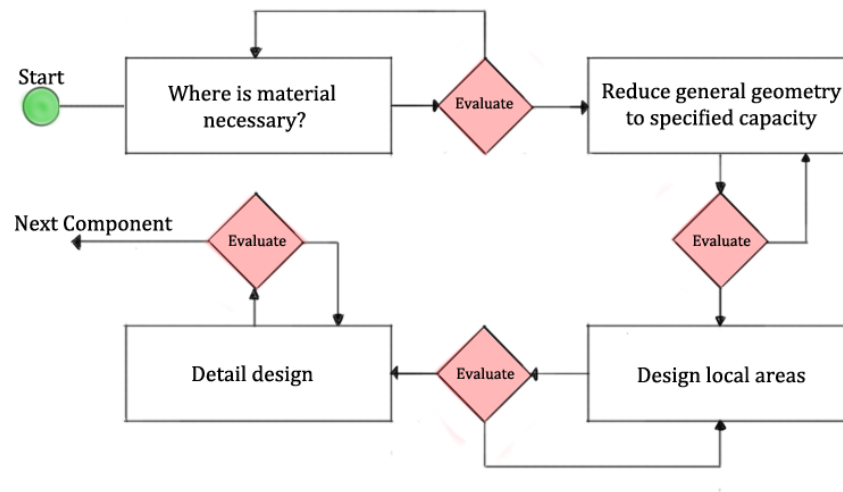 Start
Where is material
necessary?
Evaluate
Reduce general geometry
to specified capacity
Evaluate
Design local areas
Evaluate
Detail design
Evaluate
Next Component